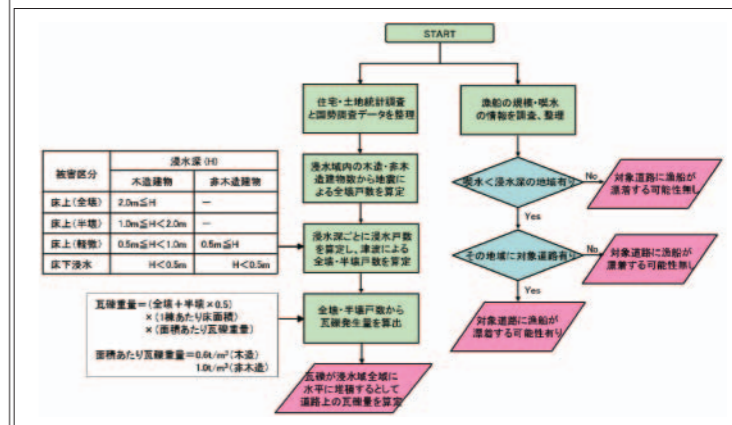 START
住宅・土地統計調査
と国勢調査データを整理
漁船の規模・喫水
の情報を調査、整理
被害区分
浸水深(H)
木造建物
非木造建物
床上(全壊)
2.0m≦H
－
床上(半壊)
1.0m≦H<2.0m
－
床上(軽微)
0.5m≦H<1.0m
0.5m≦H
床下浸水
H<0.5m
H<0.5m
浸水域内の木造・非木
造建物数から地震に
よる全壊戸数を算定
浸水深ごとに浸水戸数
を算定し、津波による
全壊・半壊戸数を算定
瓦礫重量＝(全壊＋半壊×0.5)
×(1棟あたり床面積)
×(面積あたり瓦礫重量)
面積あたり瓦礫重量＝0.6t/m³(木造)
1.0t/m³(非木造)
全壊・半壊戸数から
瓦礫発生量を算出
瓦礫が浸水域全域に
水平に堆積するとして
道路上の瓦礫量を算定
喫水<浸水深の地域有り
No
対象道路に漁船が
漂着する可能性無し
Yes
その地域に対象道路有り
No
対象道路に漁船が
漂着する可能性無し
Yes
対象道路に漁船が
漂着する可能性有り